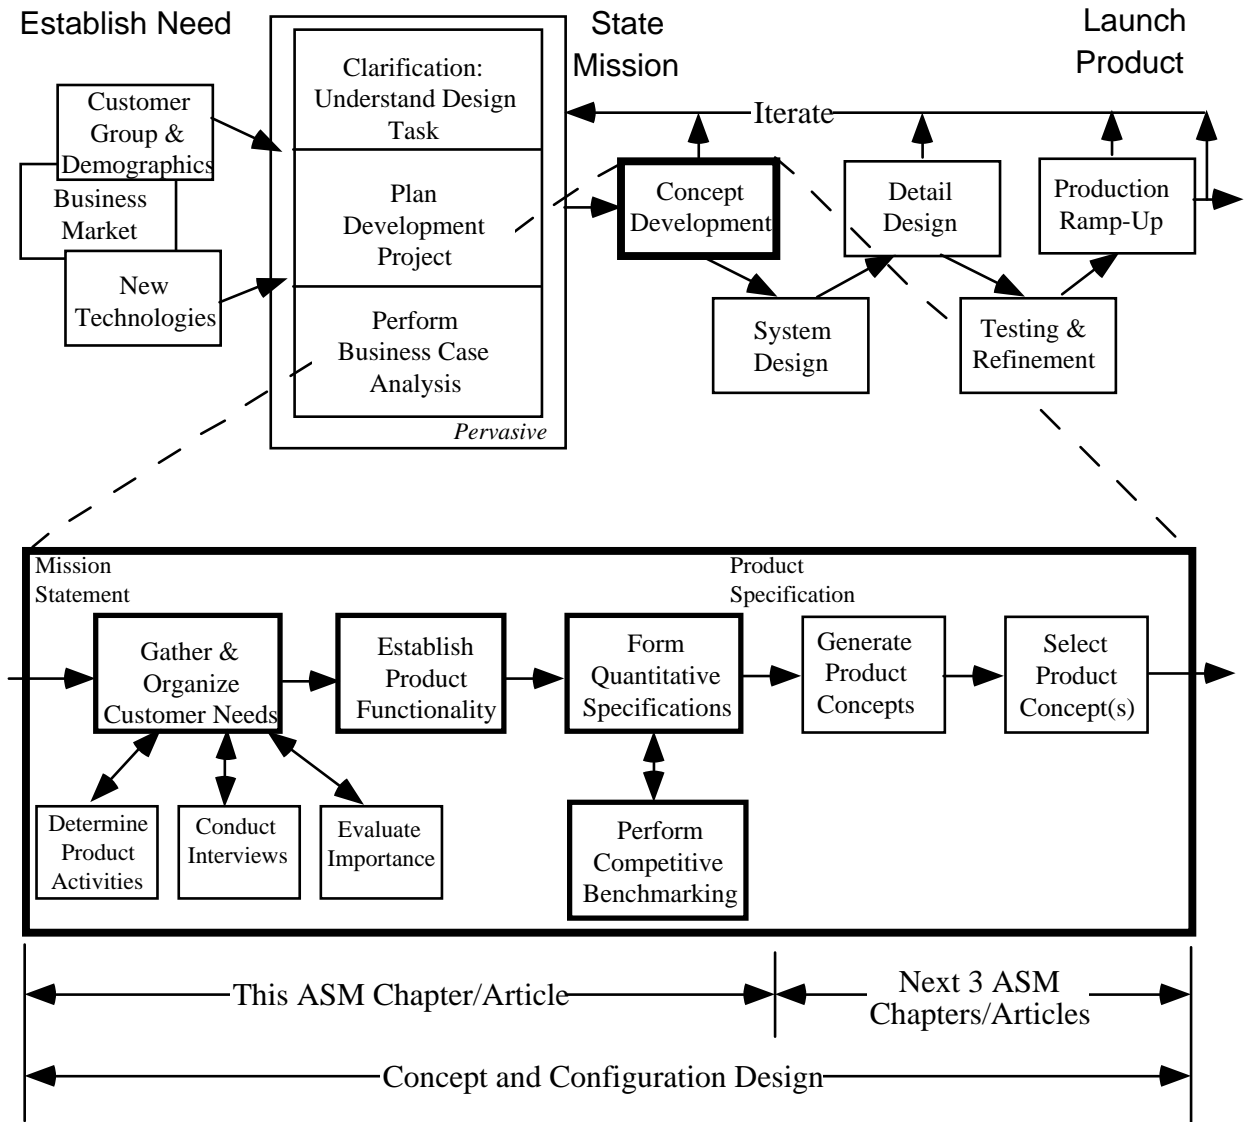 Establish Need
State
Mission
Launch
Product
Customer
Group &
Demographics
Business
Market
New
Technologies
Clarification:
Understand Design
Task
Plan
Development
Project
Perform
Business Case
Analysis
Pervasive
Iterate
Concept
Development
System
Design
Detail
Design
Testing &
Refinement
Production
Ramp-Up
Mission
Statement
Product
Specification
Gather &
Organize
Customer Needs
Establish
Product
Functionality
Form
Quantitative
Specifications
Generate
Product
Concepts
Select
Product
Concept(s)
Determine
Product
Activities
Conduct
Interviews
Evaluate
Importance
Perform
Competitive
Benchmarking
This ASM Chapter/Article
Next 3 ASM
Chapters/Articles
Concept and Configuration Design